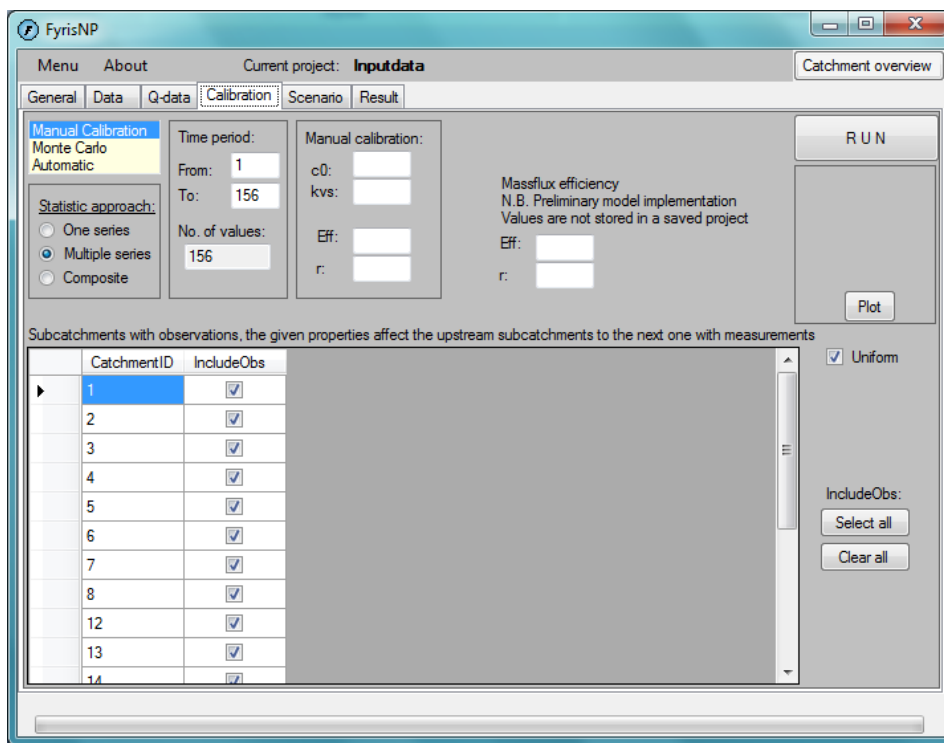 FyrisNP
Menu About Current project: Inputdata Catchment overview
General Data Q-data Calibration Scenario Result
Manual Calibration
Monte Carlo
Automatic
Statistic approach:
One series
Multiple series
Composite
Time period:
From: 1
To: 156
No. of values:
156
Manual calibration:
c0:
kvs:
Eff:
r:
Massflux efficiency
N.B. Preliminary model implementation
Values are not stored in a saved project
Eff:
r:
RUN
Plot
Subcatchments with observations, the given properties affect the upstream subcatchments to the next one with measurements
CatchmentID IncludeObs
1
2
3
4
5
6
7
8
12
13
14
Uniform
IncludeObs:
Select all
Clear all